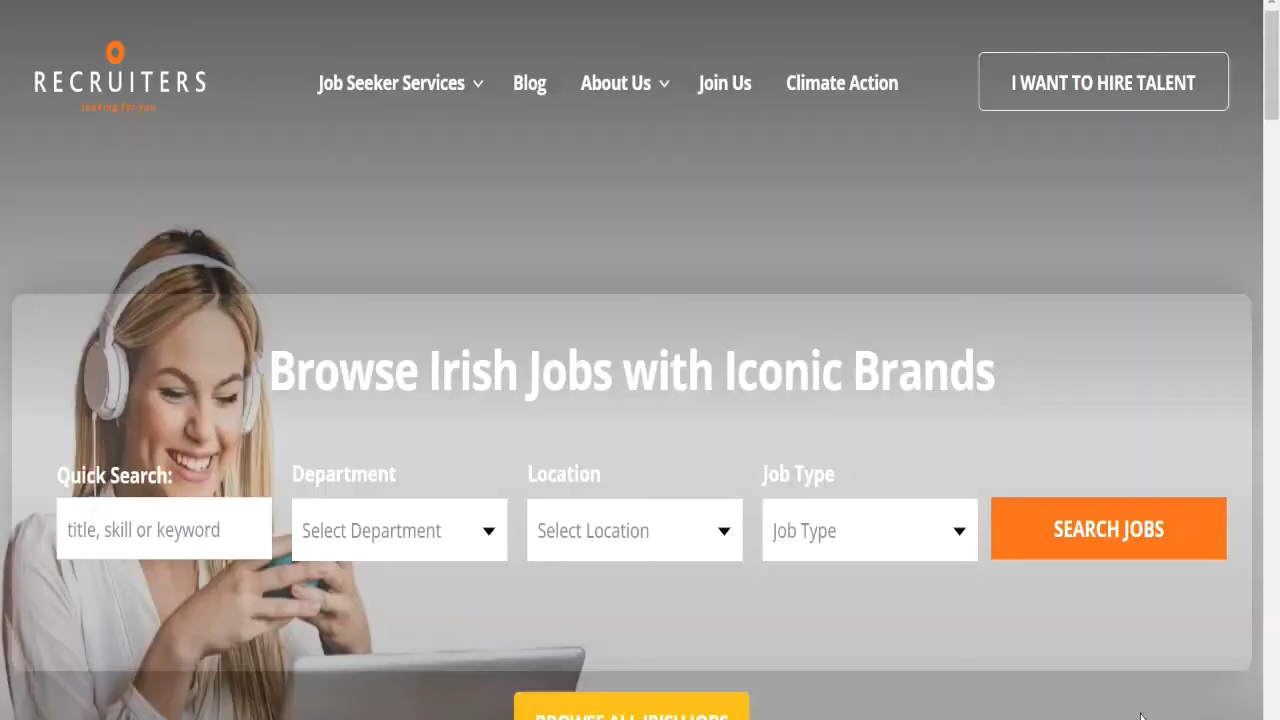 RECRUITERS
looking for you
Job Seeker Services
Blog
About Us
Join Us
Climate Action
I WANT TO HIRE TALENT
Browse Irish Jobs with Iconic Brands
Quick Search:
Department
Location
Job Type
title, skill or keyword
Select Department
Select Location
Job Type
SEARCH JOBS
BROWSE ALL IRISH JOBS